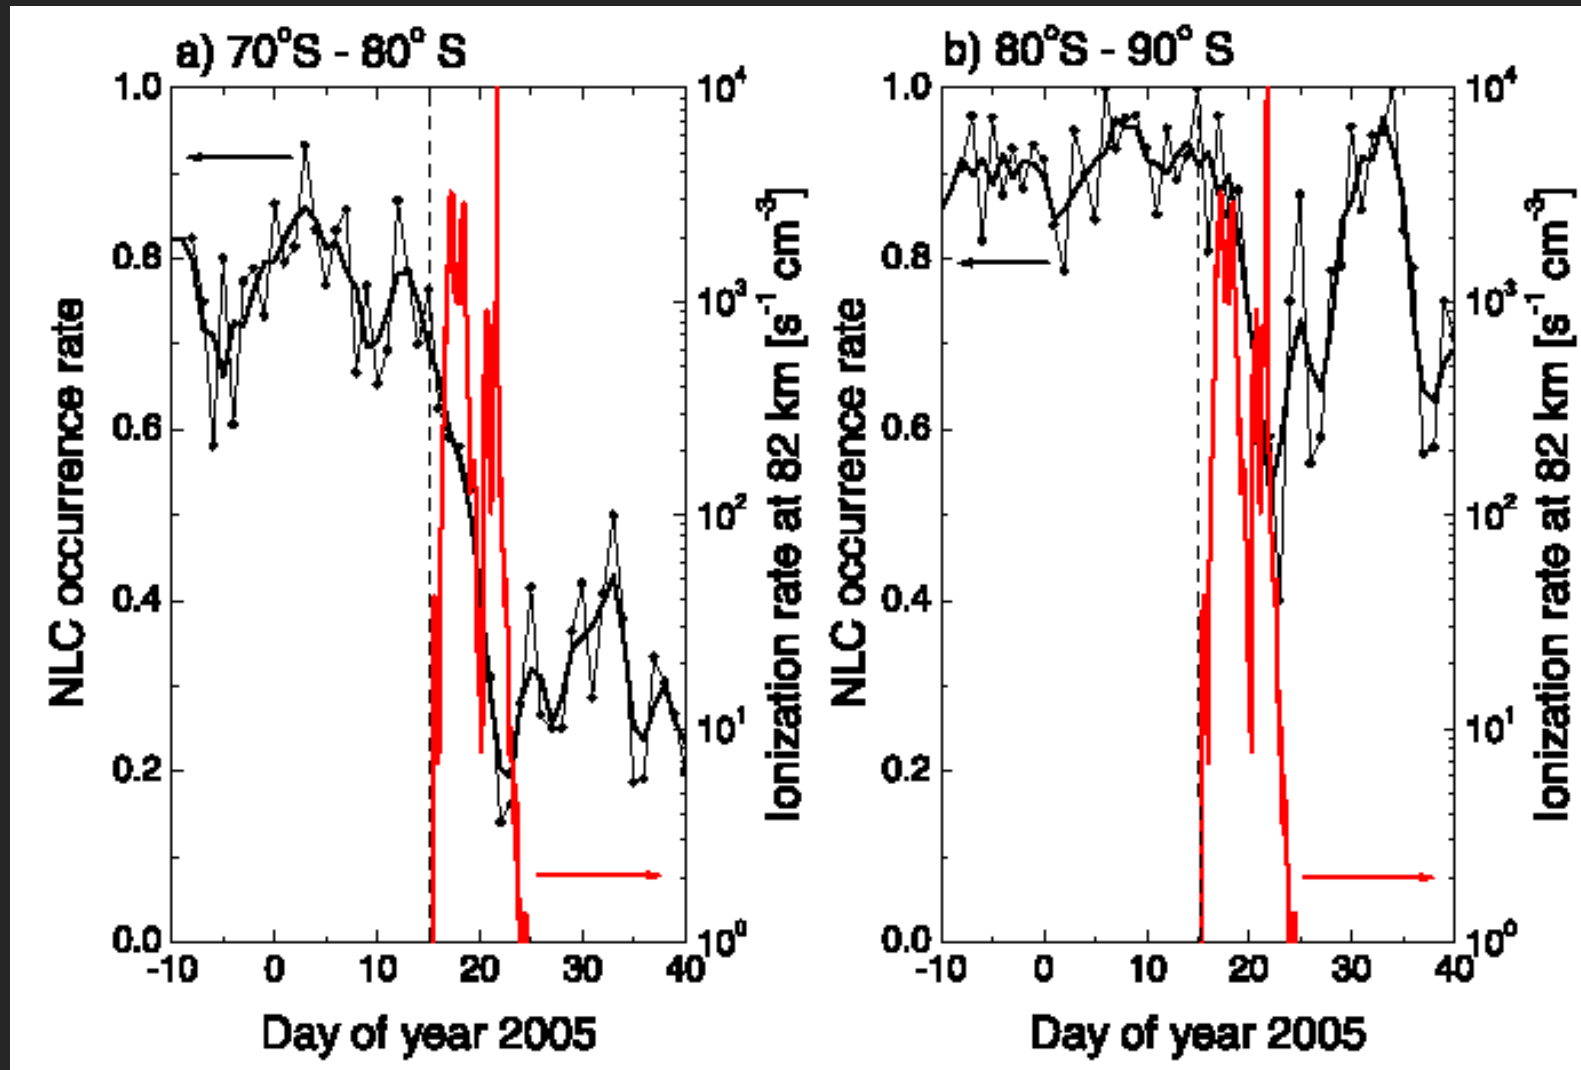 a) 70°S - 80° S
1.0
0.8
0.6
0.4
0.2
0.0
NLC occurrence rate
10⁴
10³
10²
10¹
10⁰
Ionization rate at 82 km [s⁻¹ cm⁻³]
-10 0 10 20 30 40
Day of year 2005
b) 80°S - 90° S
1.0
0.8
0.6
0.4
0.2
0.0
NLC occurrence rate
10⁴
10³
10²
10¹
10⁰
Ionization rate at 82 km [s⁻¹ cm⁻³]
-10 0 10 20 30 40
Day of year 2005